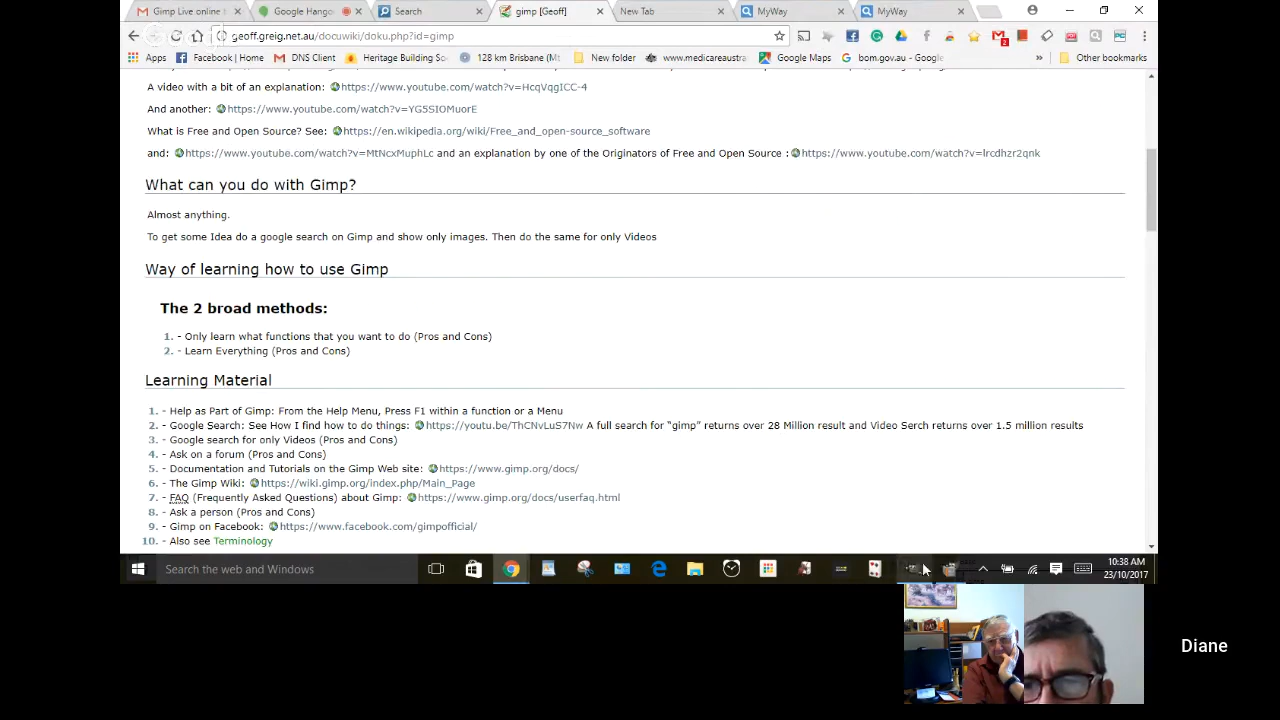 Gimp Live online
Google Hango
Search
gimp [Geoff]
New Tab
MyWay
MyWay
geoff.greig.net.au/docuwiki/doku.php?id=gimp
Apps
Facebook | Home
DNS Client
Heritage Building So
128 km Brisbane (Mt
New folder
www.medicareaustra
Google Maps
bom.gov.au - Google
»
Other bookmarks
A video with a bit of an explanation: https://www.youtube.com/watch?v=HcqVqgICC-4
And another: https://www.youtube.com/watch?v=YG5SIOMuorE
What is Free and Open Source? See: https://en.wikipedia.org/wiki/Free_and_open-source_software
and: https://www.youtube.com/watch?v=MtNcxMuphLc and an explanation by one of the Originators of Free and Open Source : https://www.youtube.com/watch?v=lrcdhzr2qnk
What can you do with Gimp?
Almost anything.
To get some Idea do a google search on Gimp and show only images. Then do the same for only Videos
Way of learning how to use Gimp
The 2 broad methods:
1. - Only learn what functions that you want to do (Pros and Cons)
2. - Learn Everything (Pros and Cons)
Learning Material
1. - Help as Part of Gimp: From the Help Menu, Press F1 within a function or a Menu
2. - Google Search; See How I find how to do things: https://youtu.be/ThCNvLuS7Nw A full search for “gimp” returns over 28 Million result and Video Serch returns over 1.5 million results
3. - Google search for only Videos (Pros and Cons)
4. - Ask on a forum (Pros and Cons)
5. - Documentation and Tutorials on the Gimp Web site: https://www.gimp.org/docs/
6. - The Gimp Wiki: https://wiki.gimp.org/index.php/Main_Page
7. - FAQ (Frequently Asked Questions) about Gimp: https://www.gimp.org/docs/userfaq.html
8. - Ask a person (Pros and Cons)
9. - Gimp on Facebook: https://www.facebook.com/gimpofficial/
10. - Also see Terminology
Search the web and Windows
10:38 AM
23/10/2017
Diane